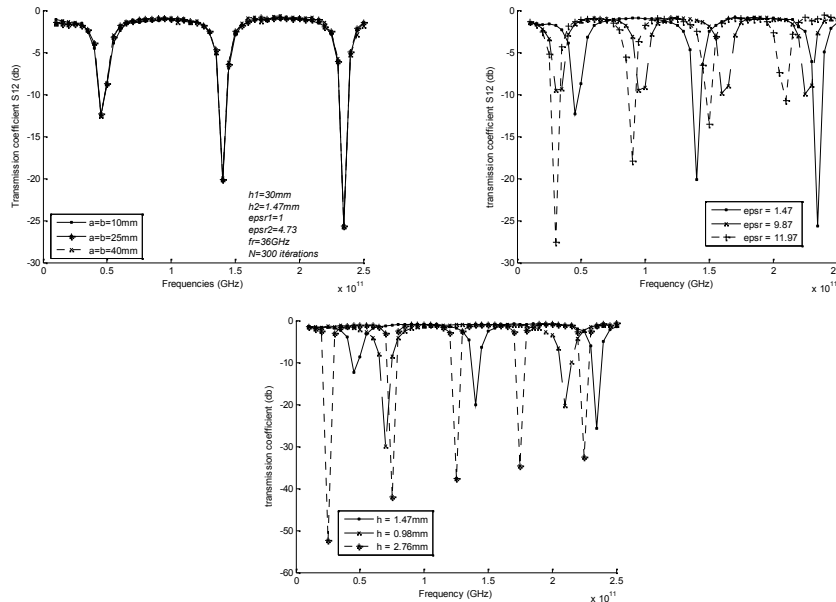 Transmission coefficient S12 (db)
0
-5
-10
-15
-20
-25
-30
0 0.5 1 1.5 2 2.5
x 10 11
Frequencies (GHz)
a=b=10mm
a=b=25mm
a=b=40mm
h1=30mm
h2=1.47mm
epsr1=1
epsr2=4.73
fr=36GHz
N=300 itérations
transmission coefficient S12 (db)
0
-5
-10
-15
-20
-25
-30
0 0.5 1 1.5 2
x 10
Frequency (GHz)
epsr = 1.47
epsr = 9.87
epsr = 11.97
transmission coefficient (db)
0
-10
-20
-30
-40
-50
-60
0 0.5 1 1.5 2 2.5
x 10 11
Frequency (GHz)
h = 1.47mm
h = 0.98mm
h = 2.76mm